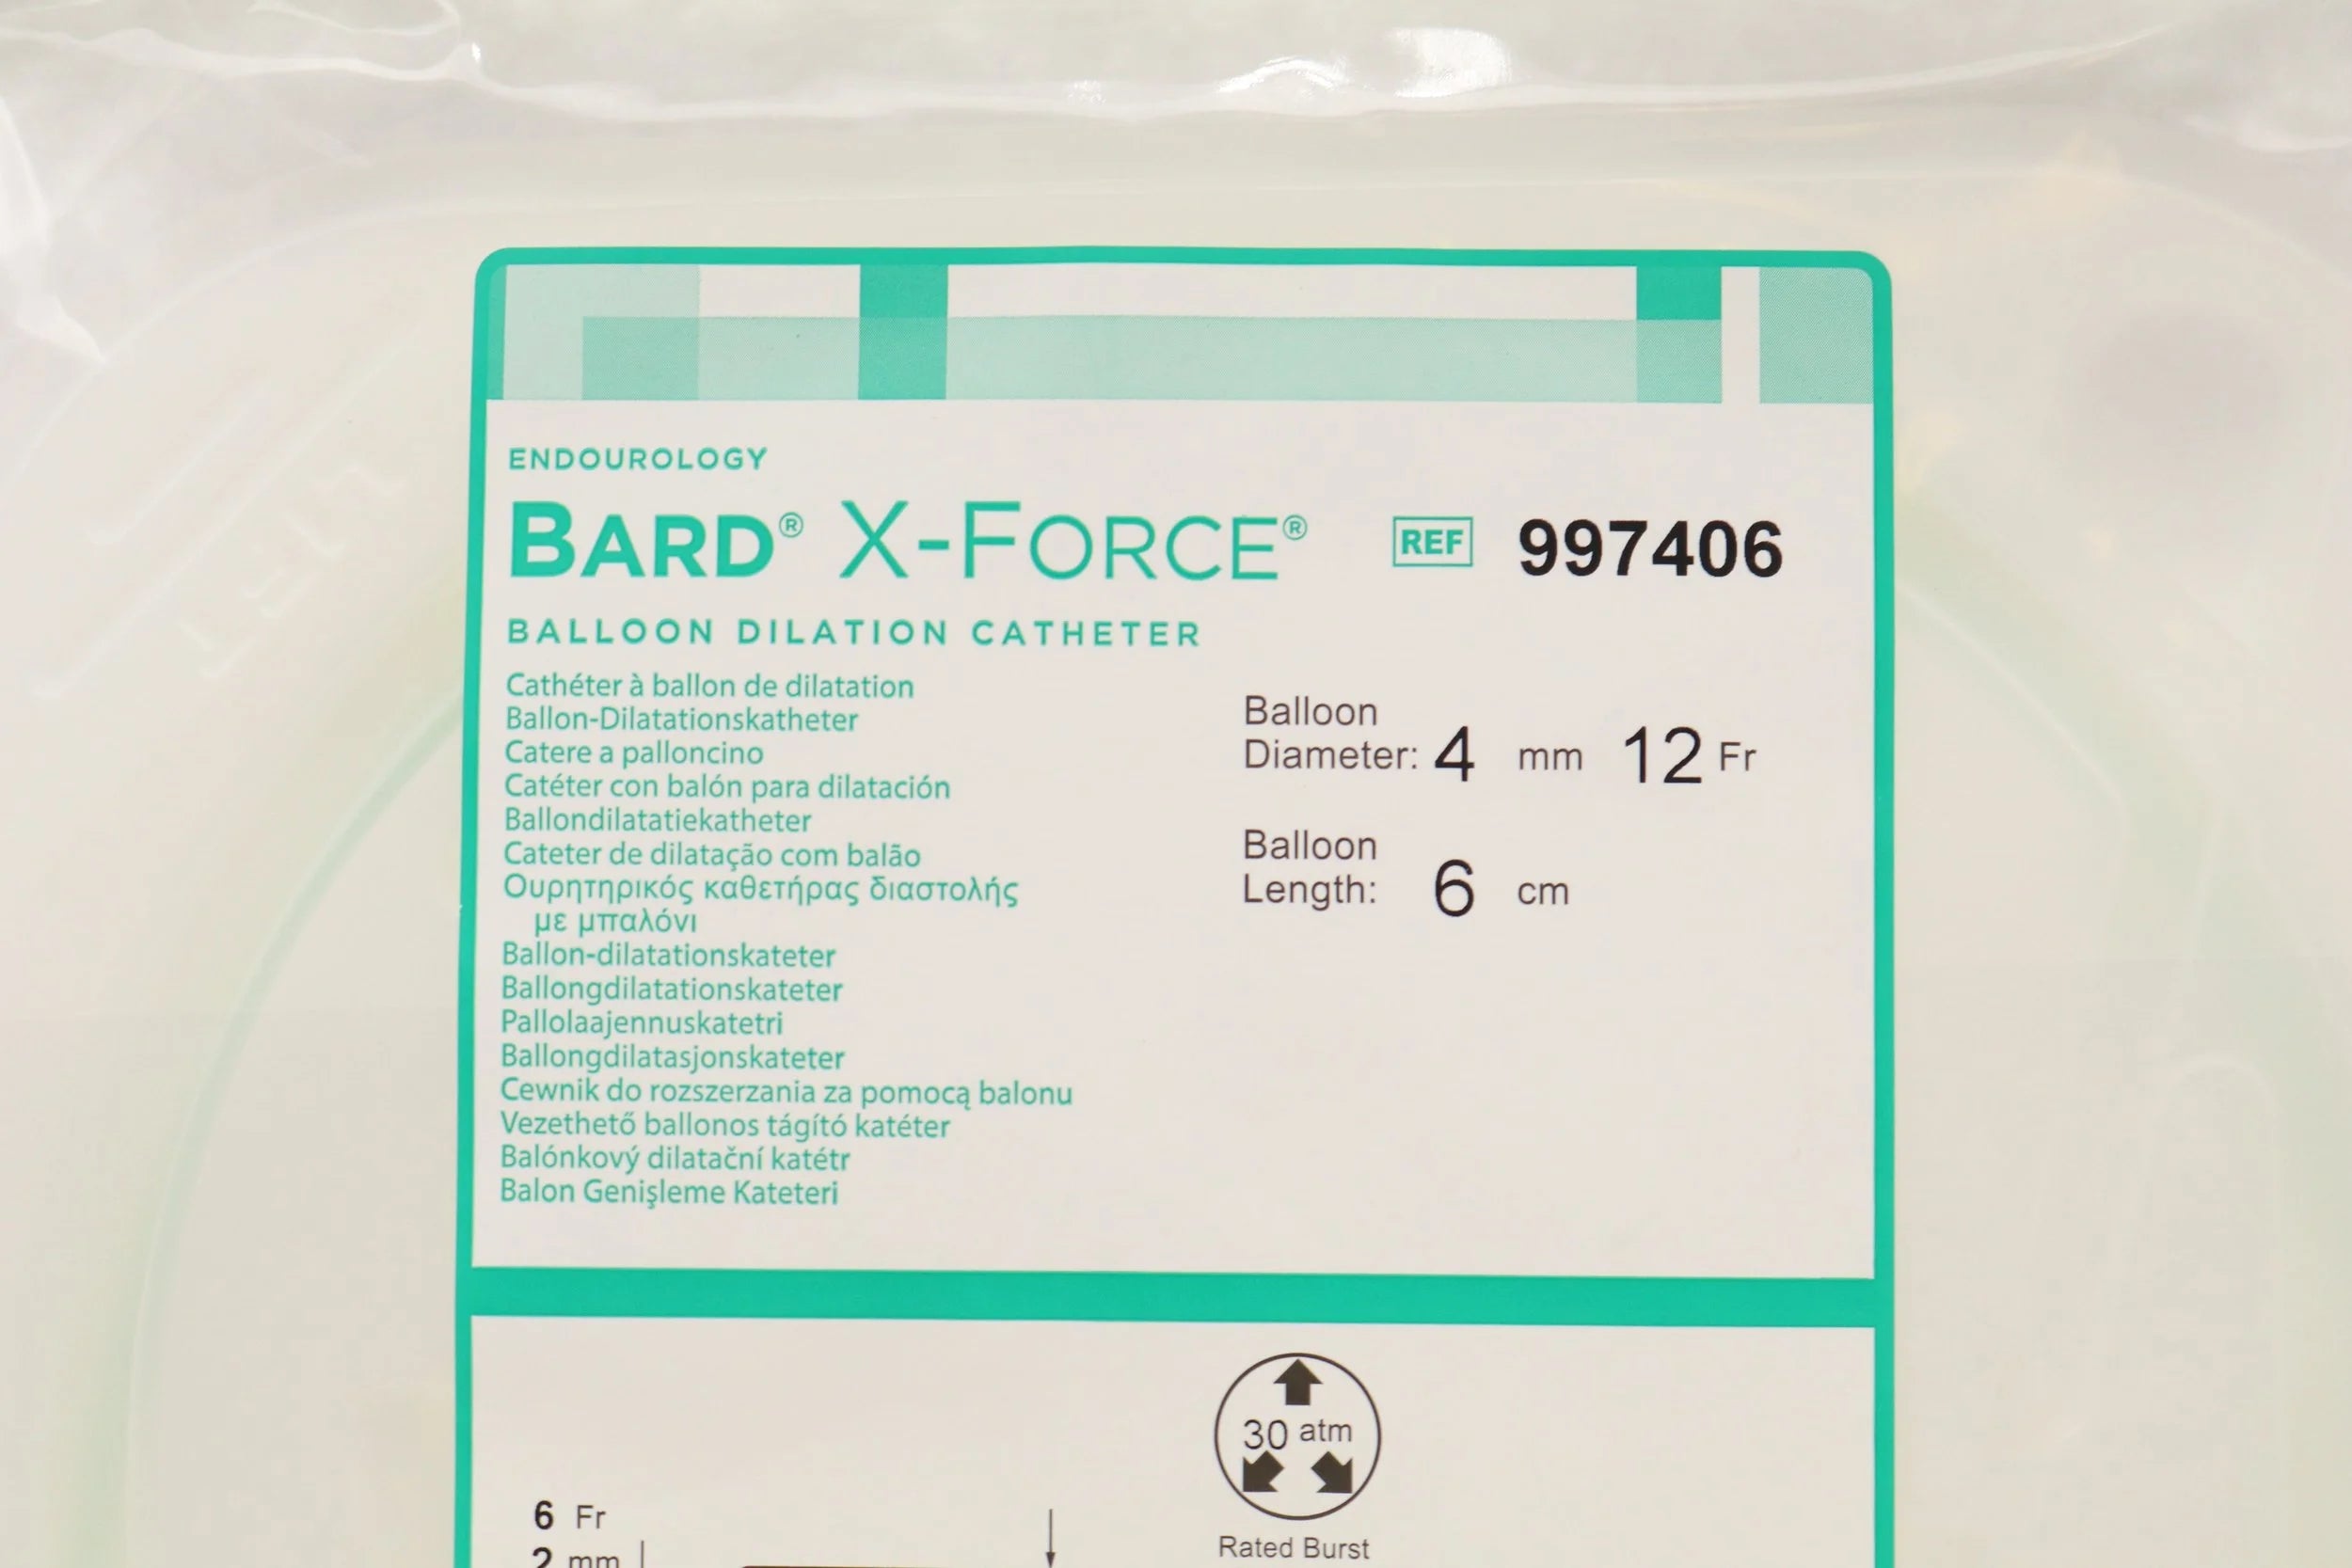 ENDOUROLOGY
BARD® X-FORCE® REF 997406
BALLOON DILATION CATHETER
Cathéter à ballon de dilatation
Ballon-Dilatationskatheter
Catere a palloncino
Catéter con balón para dilatación
Ballondilatatiekatheter
Cateter de dilatação com balão
Ουρητηρικός καθετήρας διαστολής
με μπαλόνι
Ballon-dilatationskateter
Ballongdilatationskateter
Pallolaajennuskatetri
Ballongdilatasjonskateter
Cewnik do rozszerzania za pomocą balonu
Vezethető ballonos tágító katéter
Balónkový dilatační katétr
Balon Genişleme Kateteri
Balloon
Diameter: 4 mm 12 Fr
Balloon
Length: 6 cm
30 atm
Rated Burst
6 Fr
2 mm